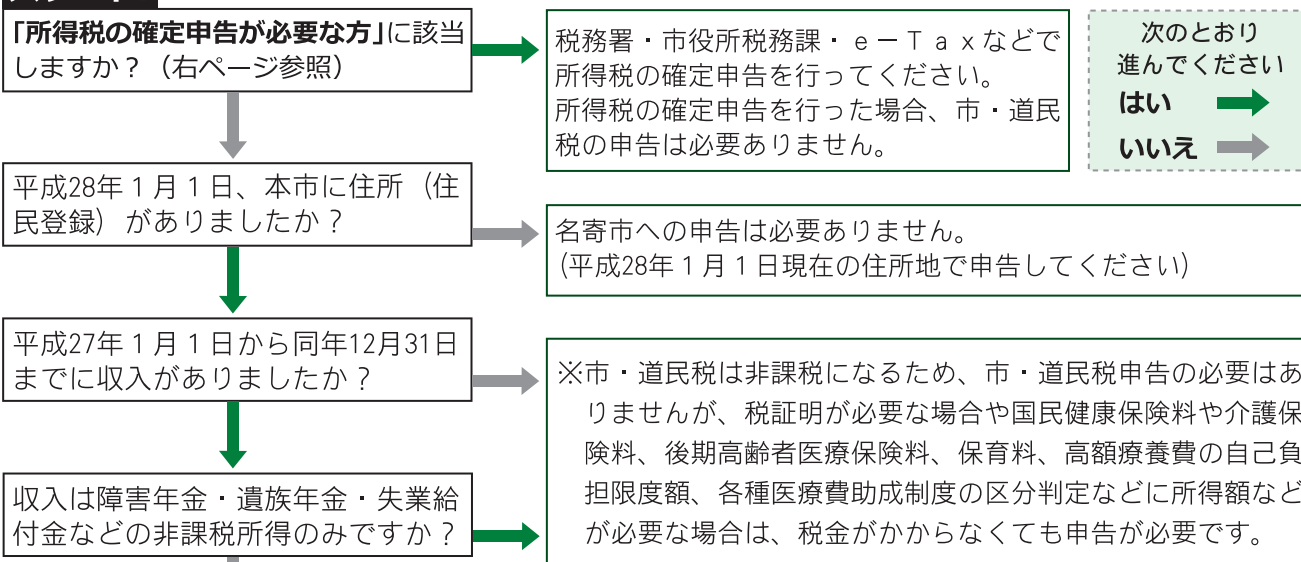 「所得税の確定申告が必要な方」に該当
しますか？（右ページ参照）
税務署・市役所税務課・ｅ－Ｔａｘなどで
所得税の確定申告を行ってください。
所得税の確定申告を行った場合、市・道民
税の申告は必要ありません。
次のとおり
進んでください
はい
いいえ
平成28年１月１日、本市に住所（住
民登録）がありましたか？
名寄市への申告は必要ありません。
(平成28年１月１日現在の住所地で申告してください)
平成27年１月１日から同年12月31日
までに収入がありましたか？
※市・道民税は非課税になるため、市・道民税申告の必要はあ
りませんが、税証明が必要な場合や国民健康保険料や介護保
険料、後期高齢者医療保険料、保育料、高額療養費の自己負
担限度額、各種医療費助成制度の区分判定などに所得額など
が必要な場合は、税金がかからなくても申告が必要です。
収入は障害年金・遺族年金・失業給
付金などの非課税所得のみですか？